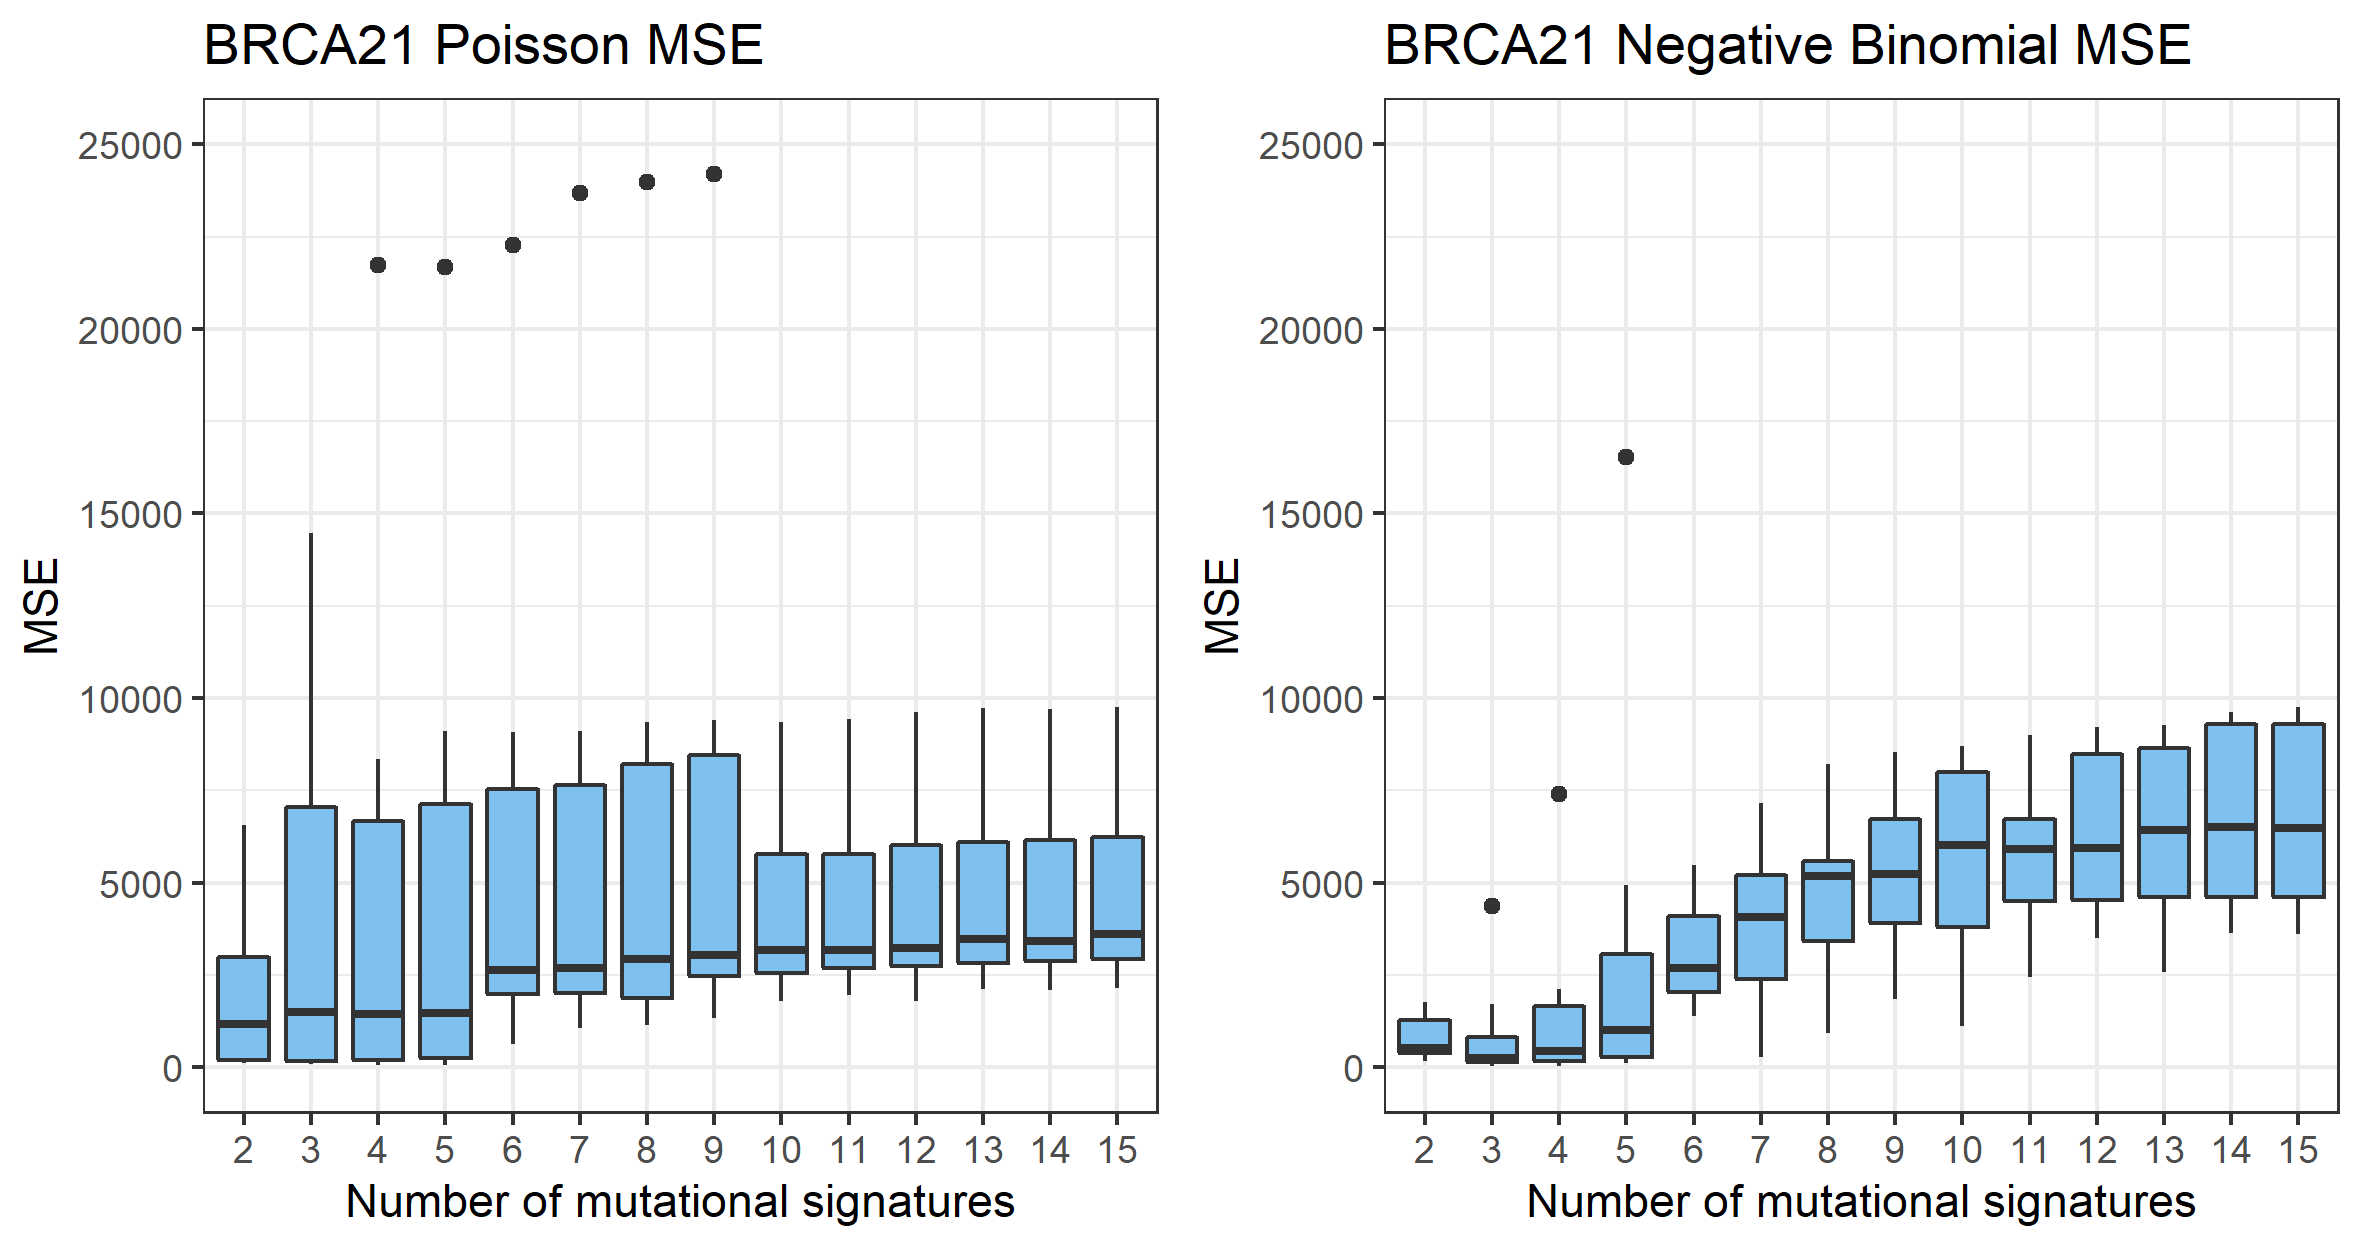 BRCA21 Poisson MSE
MSE
25000
20000
15000
10000
5000
0
2 3 4 5 6 7 8 9 10 11 12 13 14 15
Number of mutational signatures
BRCA21 Negative Binomial MSE
MSE
25000
20000
15000
10000
5000
0
2 3 4 5 6 7 8 9 10 11 12 13 14 15
Number of mutational signatures